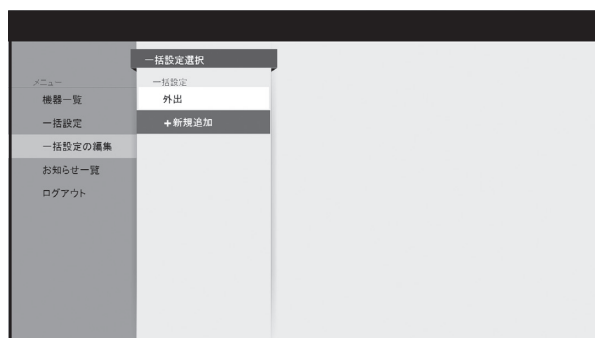 メニュー
機器一覧
一括設定
一括設定の編集
お知らせ一覧
ログアウト
一括設定選択
一括設定
外出
+新規追加